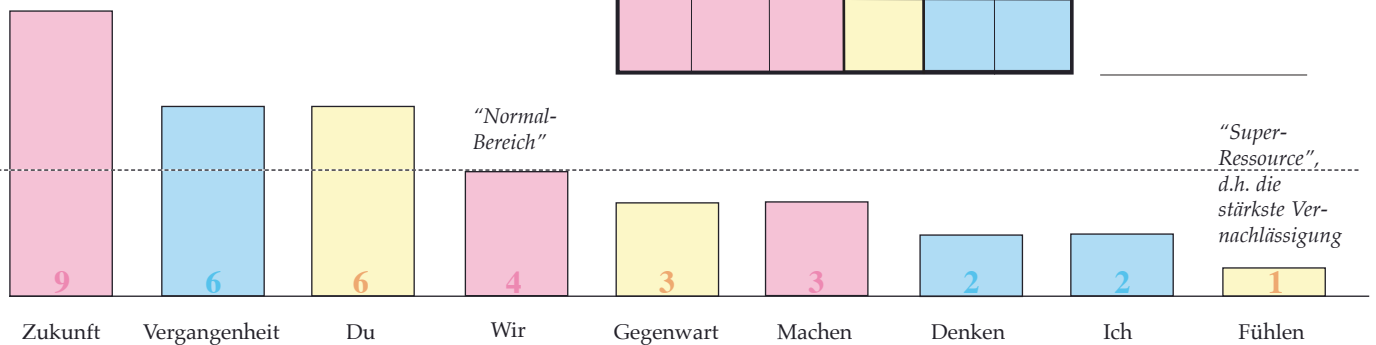 “Normal-
Bereich”
“Super-
Ressource”,
d.h. die
stärkste Ver-
nachlässigung
9 6 6 4 3 3 2 2 1
Zukunft Vergangenheit Du Wir Gegenwart Machen Denken Ich Fühlen